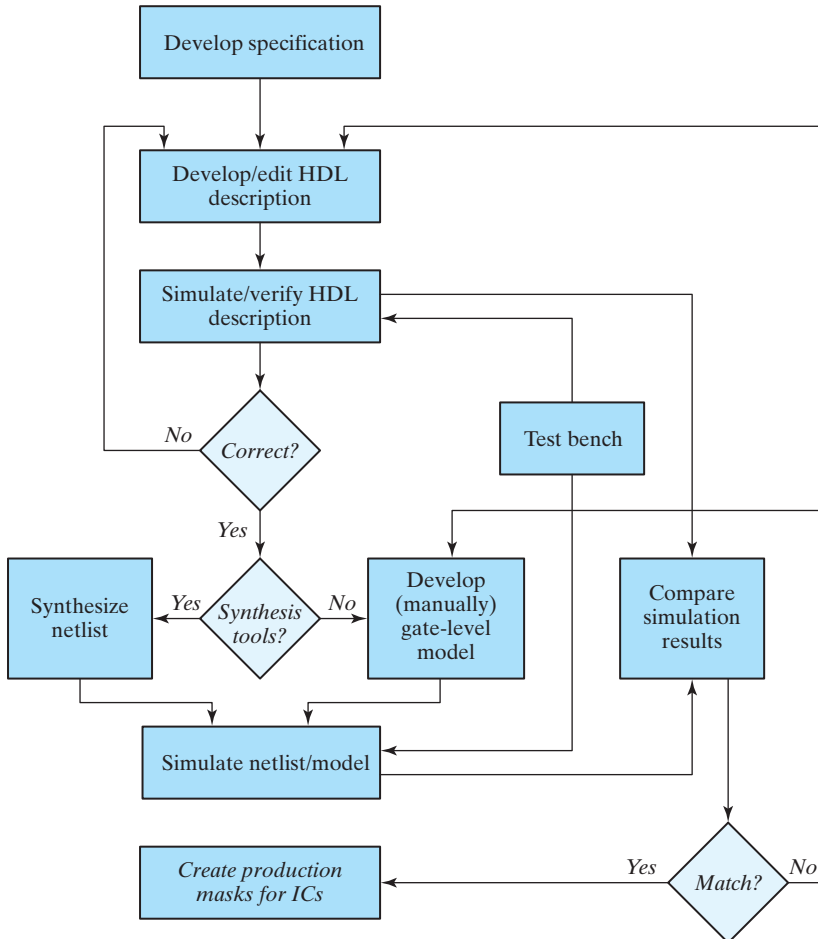 Develop specification
Develop/edit HDL
description
Simulate/verify HDL
description
No
Correct?
Test bench
Yes
Synthesize
netlist
Yes
Synthesis
tools?
No
Develop
(manually)
gate-level
model
Compare
simulation
results
Simulate netlist/model
Create production
masks for ICs
Yes
Match?
No